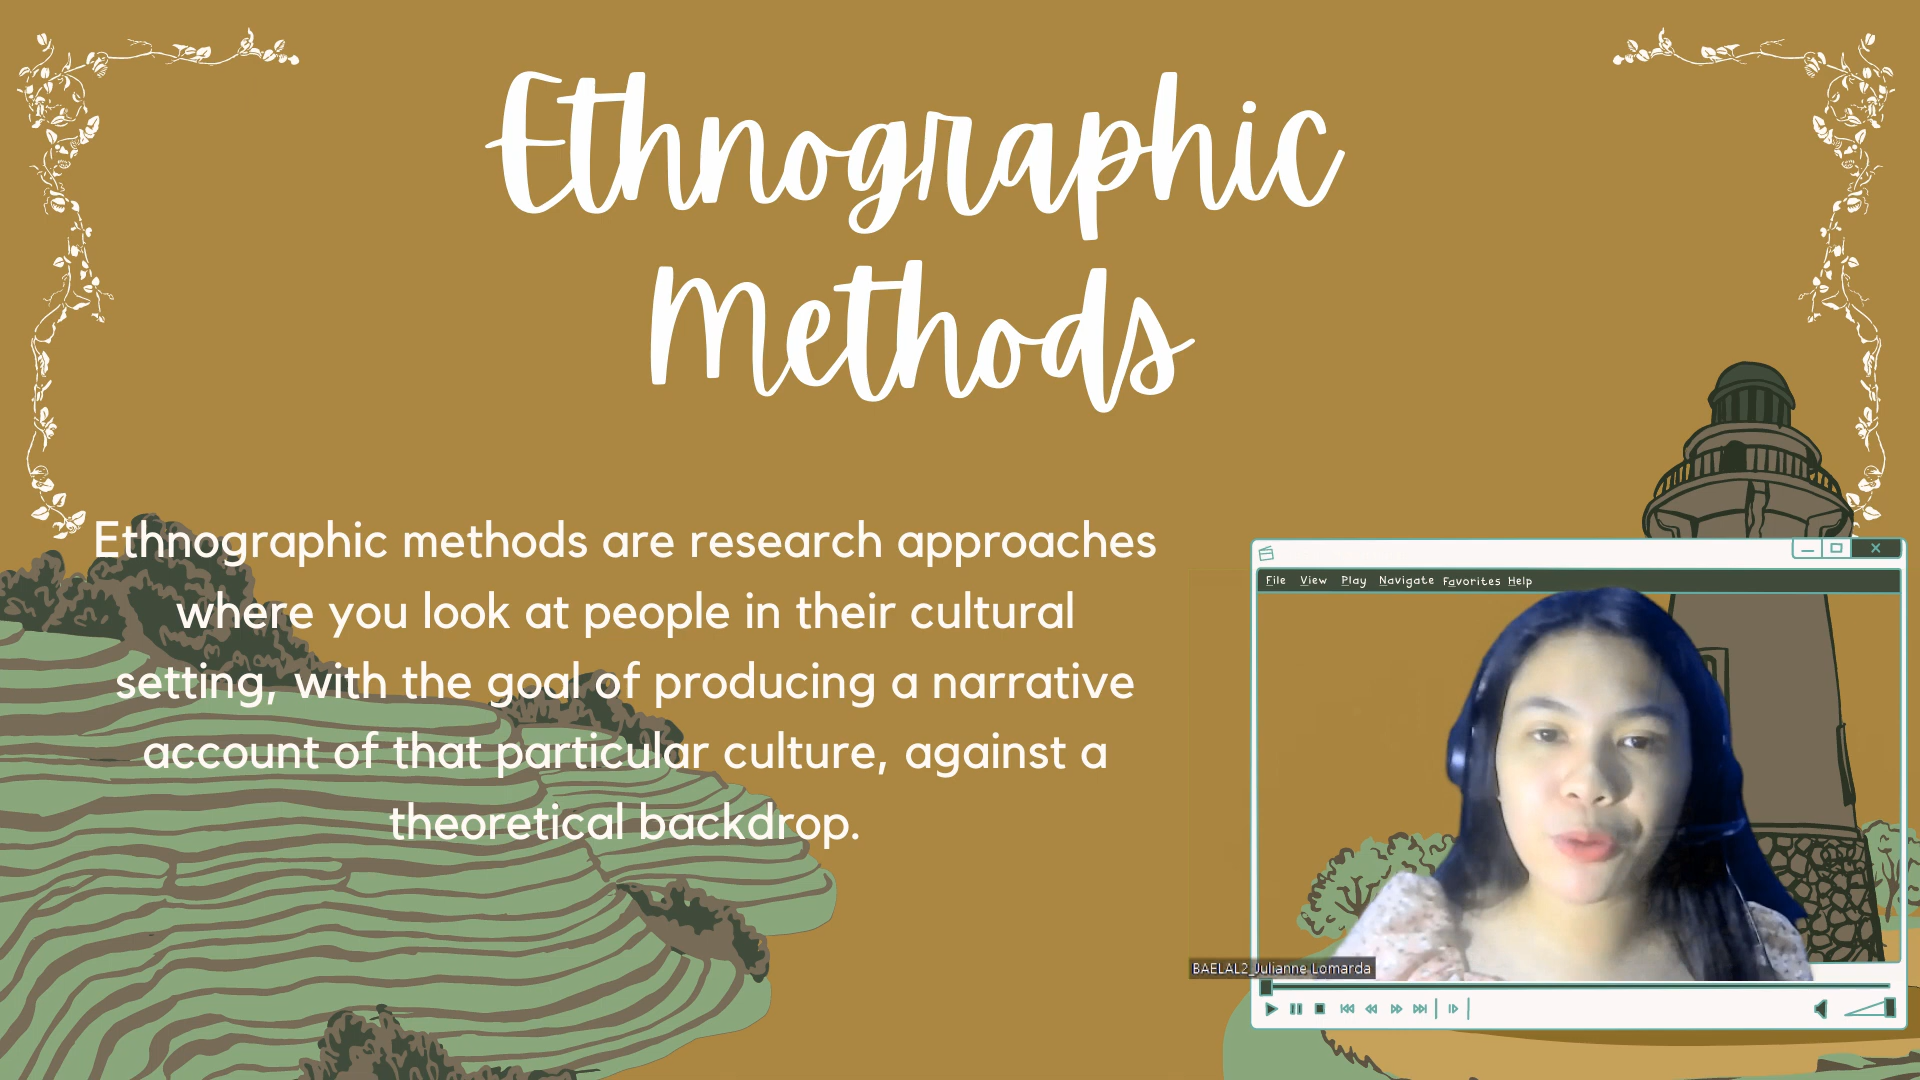 Ethnographic
Methods
Ethnographic methods are research approaches
where you look at people in their cultural
setting, with the goal of producing a narrative
account of that particular culture, against a
theoretical backdrop.
File View Play Navigate Favorites Help
BAELAL2_Julianne Lomarda